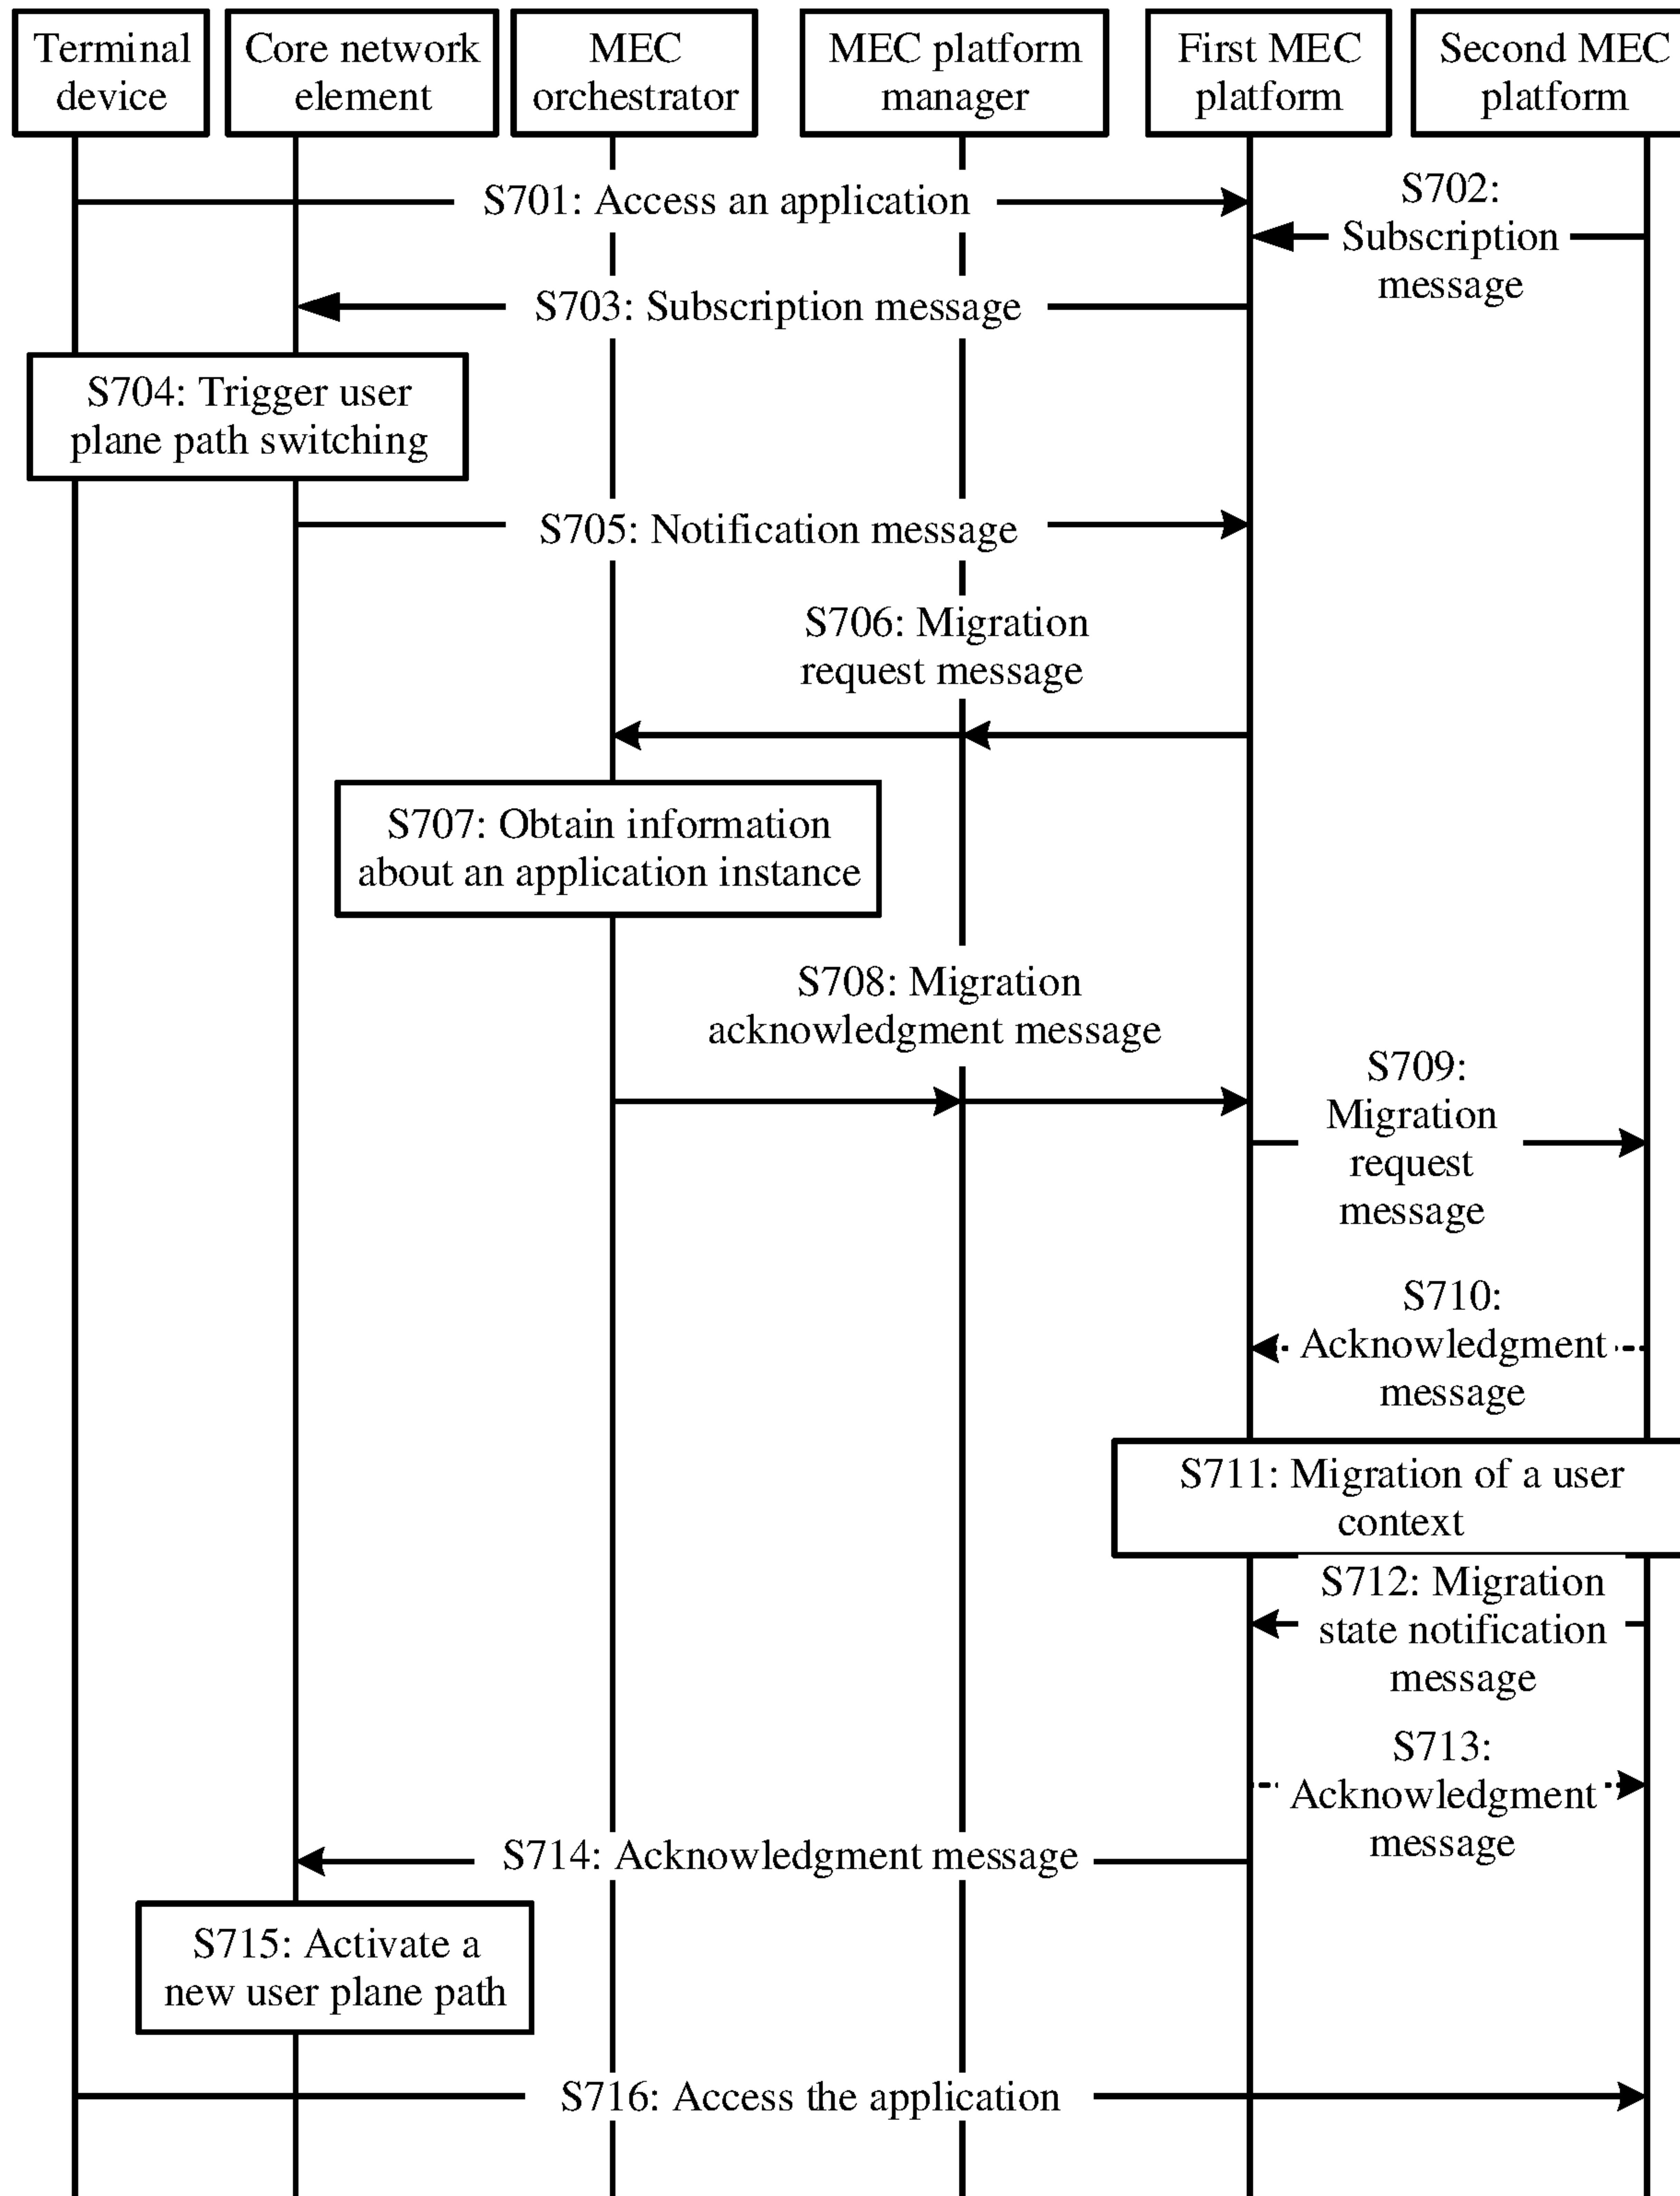 Terminal
device
Core network
element
MEC
orchestrator
MEC platform
manager
First MEC
platform
Second MEC
platform
S701: Access an application
S702:
Subscription
message
S703: Subscription message
S704: Trigger user
plane path switching
S705: Notification message
S706: Migration
request message
S707: Obtain information
about an application instance
S708: Migration
acknowledgment message
S709:
Migration
request
message
S710:
Acknowledgment
message
S711: Migration of a user
context
S712: Migration
state notification
message
S713:
Acknowledgment
message
S714: Acknowledgment message
S715: Activate a
new user plane path
S716: Access the application